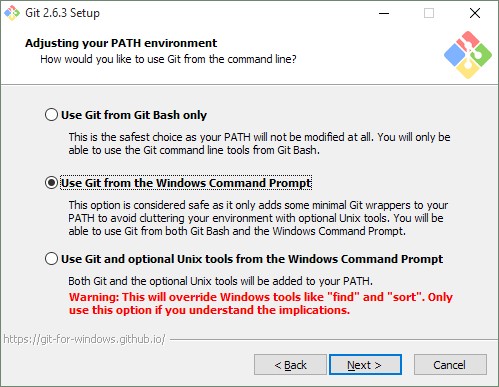 Git 2.6.3 Setup
Adjusting your PATH environment
How would you like to use Git from the command line?
Use Git from Git Bash only
This is the safest choice as your PATH will not be modified at all. You will only be
able to use the Git command line tools from Git Bash.
Use Git from the Windows Command Prompt
This option is considered safe as it only adds some minimal Git wrappers to your
PATH to avoid cluttering your environment with optional Unix tools. You will be
able to use Git from both Git Bash and the Windows Command Prompt.
Use Git and optional Unix tools from the Windows Command Prompt
Both Git and the optional Unix tools will be added to your PATH.
Warning: This will override Windows tools like "find" and "sort". Only
use this option if you understand the implications.
https://git-for-windows.github.io/
< Back
Next >
Cancel